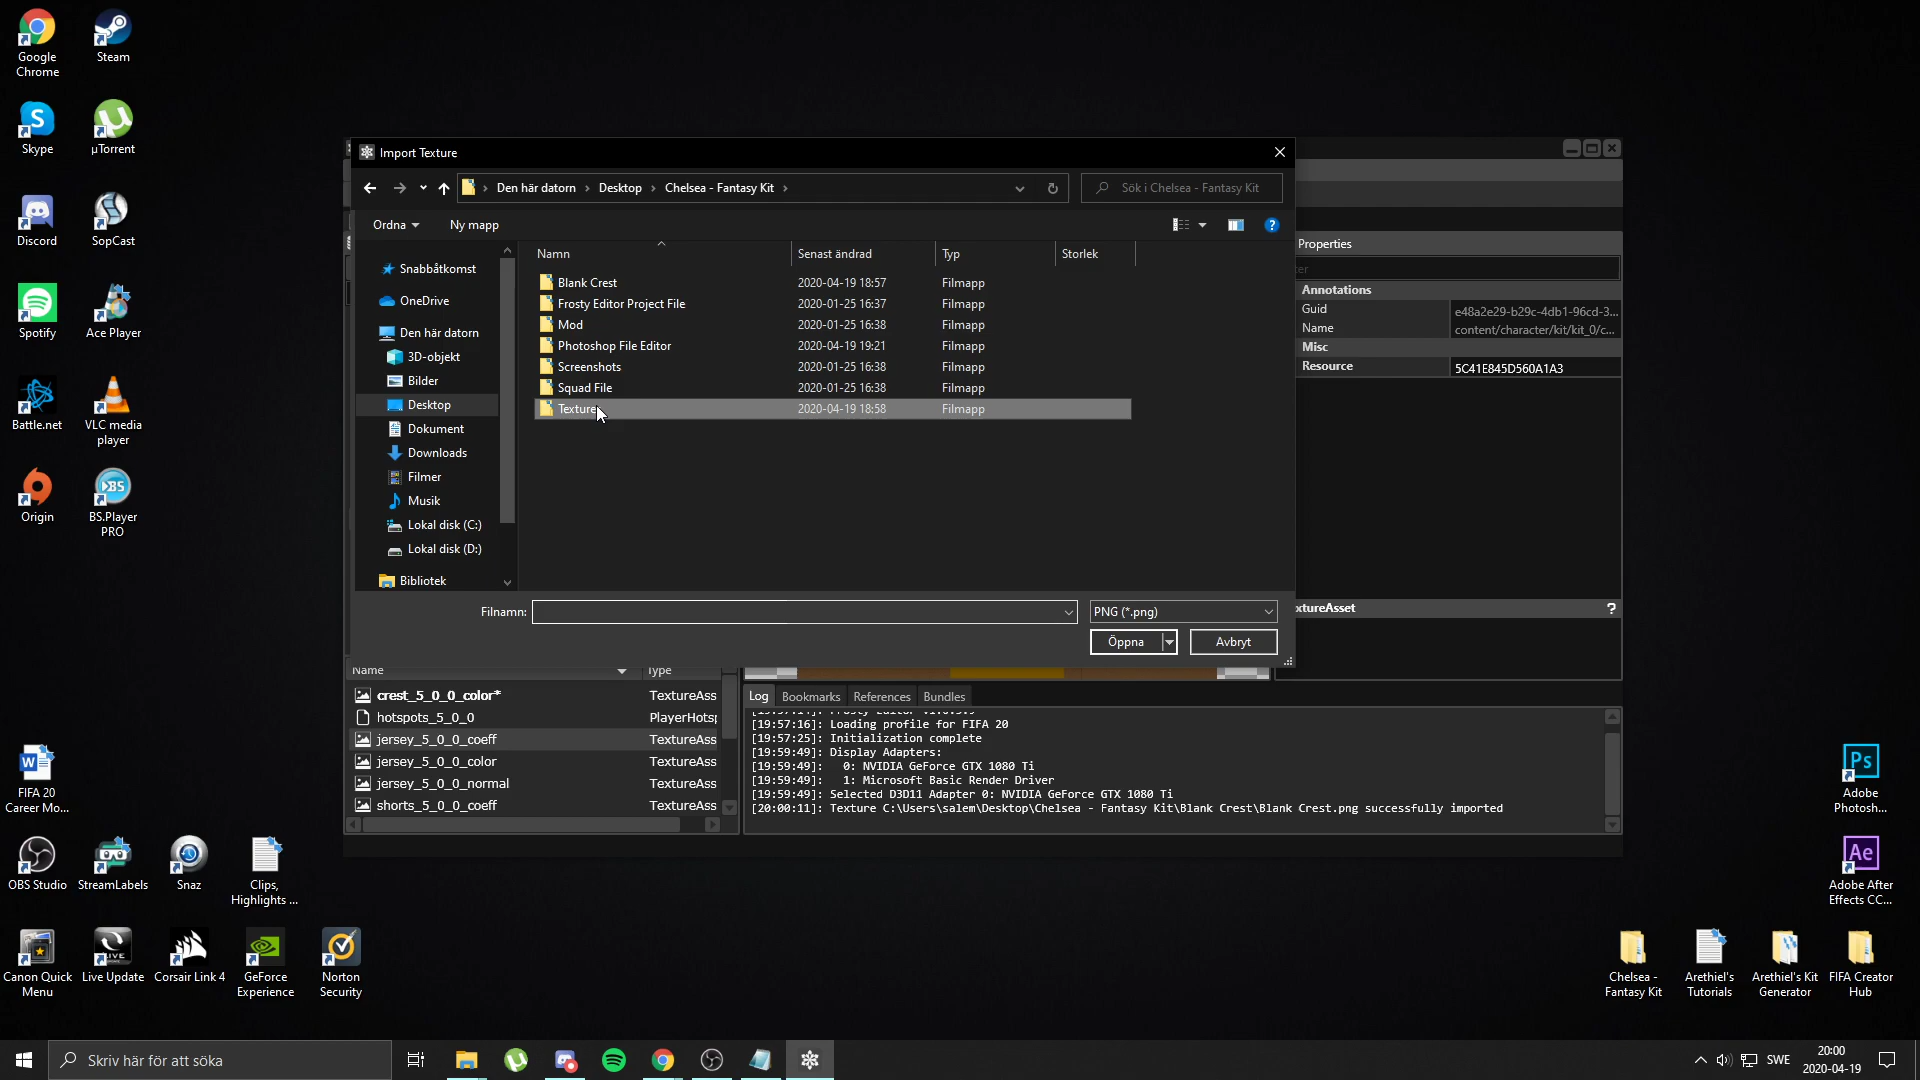 Google
Chrome
Steam
Skype
µTorrent
Discord
SopCast
Spotify
Ace Player
Battle.net
VLC media
player
Origin
BS.Player
PRO
FIFA 20
Career Mo...
OBS Studio
StreamLabels
Snaz
Clips,
Highlights ...
Canon Quick
Menu
Live Update
Corsair Link 4
GeForce
Experience
Norton
Security
Import Texture
Den här datorn
Desktop
Chelsea - Fantasy Kit
Sök i Chelsea - Fantasy Kit
Ordna
Ny mapp
Snabbåtkomst
OneDrive
Den här datorn
3D-objekt
Bilder
Desktop
Dokument
Downloads
Filmer
Musik
Lokal disk (C:)
Lokal disk (D:)
Bibliotek
Namn Senast ändrad Typ Storlek
Blank Crest 2020-04-19 18:57 Filmapp
Frosty Editor Project File 2020-01-25 16:37 Filmapp
Mod 2020-01-25 16:38 Filmapp
Photoshop File Editor 2020-04-19 19:21 Filmapp
Screenshots 2020-01-25 16:38 Filmapp
Squad File 2020-01-25 16:38 Filmapp
Texture 2020-04-19 18:58 Filmapp
Filnamn:
PNG (*.png)
Öppna
Avbryt
Properties
ter
Annotations
Guid e48a2e29-b29c-4db1-96cd-3...
Name content/character/kit/kit_0/c...
Misc
Resource 5C41E845D560A1A3
xtureAsset ?
Name Type
crest_5_0_0_color* TextureAss
hotspots_5_0_0 PlayerHots
jersey_5_0_0_coeff TextureAss
jersey_5_0_0_color TextureAss
jersey_5_0_0_normal TextureAss
shorts_5_0_0_coeff TextureAss
Log Bookmarks References Bundles
[19:57:16]: Loading profile for FIFA 20
[19:57:25]: Initialization complete
[19:59:49]: Display Adapters:
[19:59:49]: 0: NVIDIA GeForce GTX 1080 Ti
[19:59:49]: 1: Microsoft Basic Render Driver
[19:59:49]: Selected D3D11 Adapter 0: NVIDIA GeForce GTX 1080 Ti
[20:00:11]: Texture C:\Users\salem\Desktop\Chelsea - Fantasy Kit\Blank Crest\Blank Crest.png successfully imported
Ps
Adobe
Photosh...
Ae
Adobe After
Effects CC...
Chelsea -
Fantasy Kit
Arethiel's
Tutorials
Arethiel's Kit
Generator
FIFA Creator
Hub
Skriv här för att söka
SWE
20:00
2020-04-19